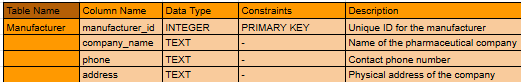 Table Name Column Name Data Type Constraints Description
Manufacturer manufacturer_id INTEGER PRIMARY KEY Unique ID for the manufacturer
company_name TEXT - Name of the pharmaceutical company
phone TEXT - Contact phone number
address TEXT - Physical address of the company